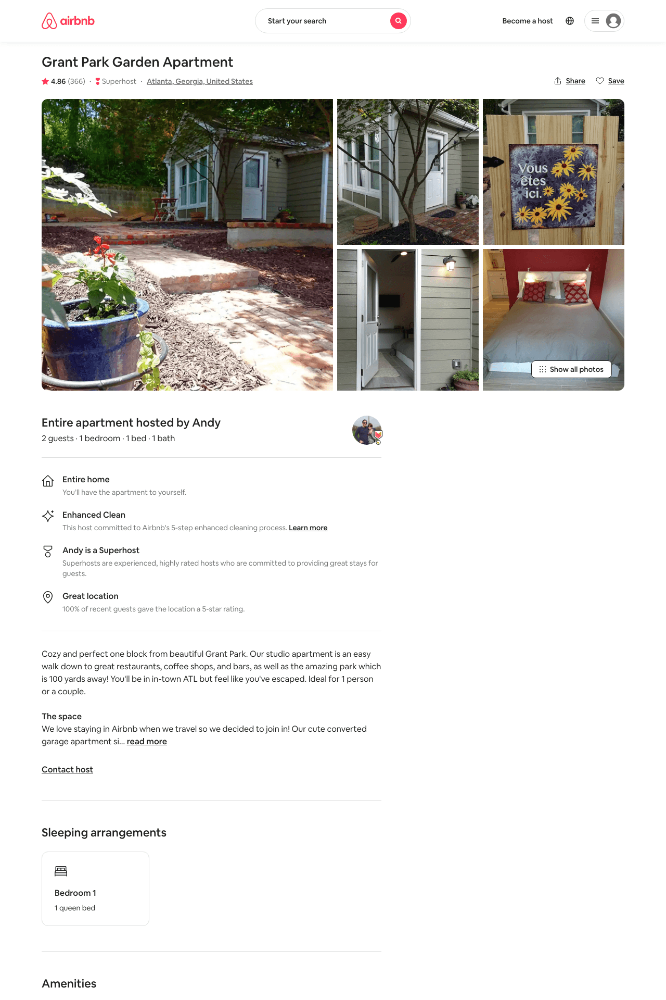 airbnb
Start your search
Become a host
Grant Park Garden Apartment
4.86 (366) · Superhost · Atlanta, Georgia, United States
Share
Save
Vous
êtes
ici.
Show all photos
Entire apartment hosted by Andy
2 guests · 1 bedroom · 1 bed · 1 bath
Entire home
You'll have the apartment to yourself.
Enhanced Clean
This host committed to Airbnb's 5-step enhanced cleaning process. Learn more
Andy is a Superhost
Superhosts are experienced, highly rated hosts who are committed to providing great stays for
guests.
Great location
100% of recent guests gave the location a 5-star rating.
Cozy and perfect one block from beautiful Grant Park. Our studio apartment is an easy
walk down to great restaurants, coffee shops, and bars, as well as the amazing park which
is 100 yards away! You'll be in in-town ATL but feel like you've escaped. Ideal for 1 person
or a couple.
The space
We love staying in Airbnb when we travel so we decided to join in! Our cute converted
garage apartment si... read more
Contact host
Sleeping arrangements
Bedroom 1
1 queen bed
Amenities